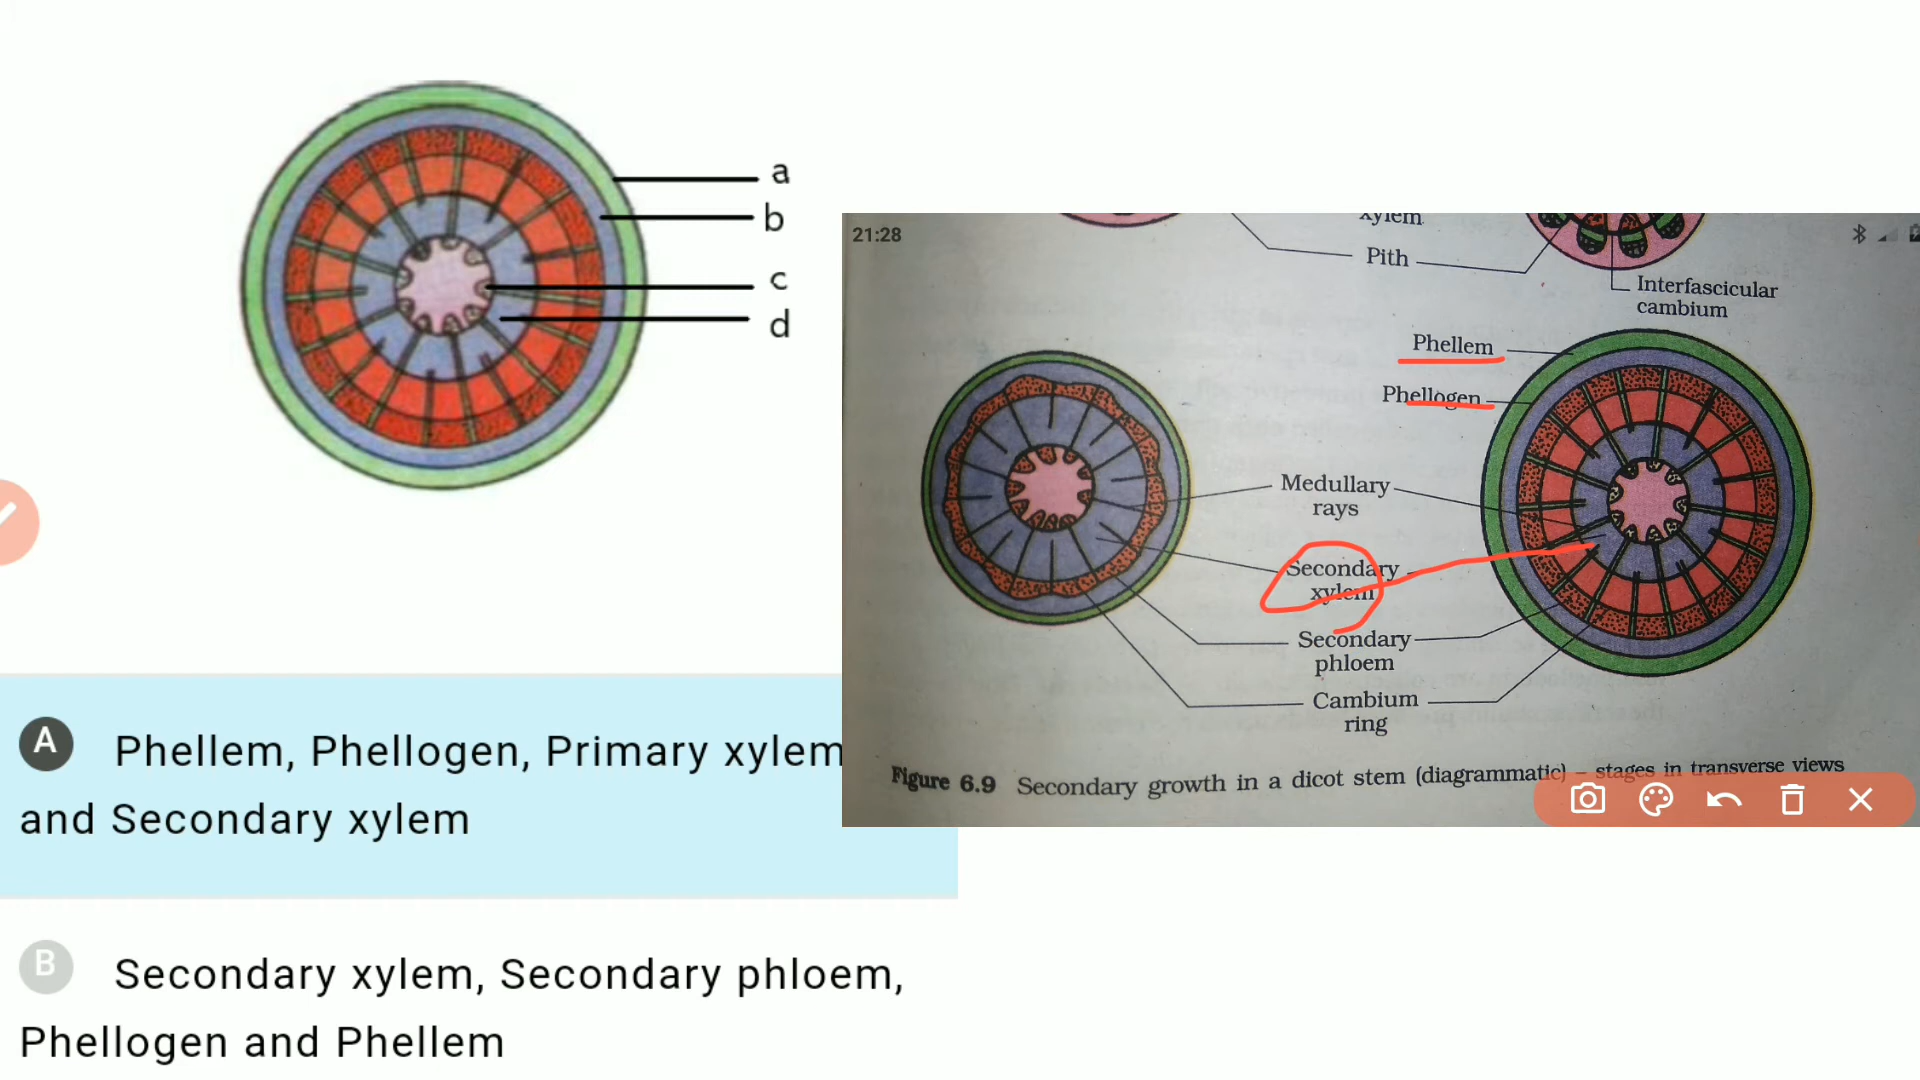 a
b
c
d
21:28
xylem
Pith
Interfascicular
cambium
Phellem
Phellogen
Medullary
rays
Secondary
xylem
Secondary
phloem
Cambium
ring
Figure 6.9 Secondary growth in a dicot stem (diagrammatic) – stages in transverse views
A Phellem, Phellogen, Primary xylem
and Secondary xylem
B Secondary xylem, Secondary phloem,
Phellogen and Phellem